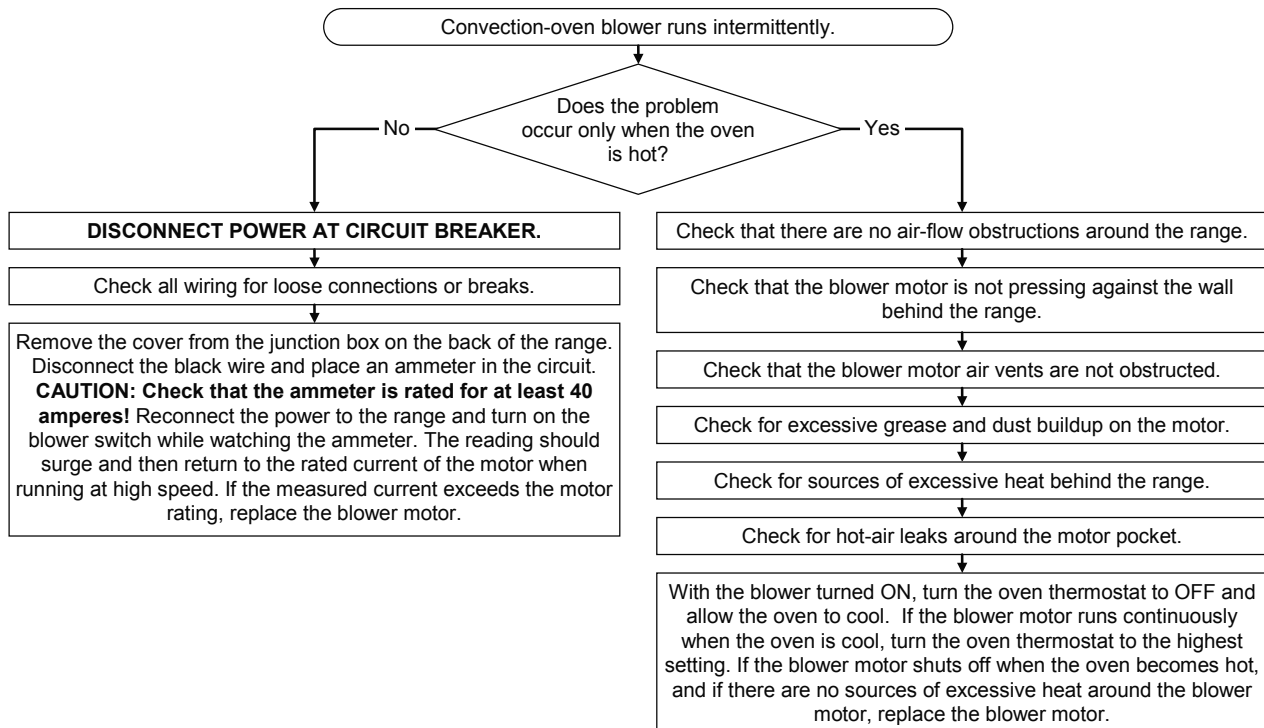 Convection-oven blower runs intermittently.
Does the problem
occur only when the oven
is hot?
No
Yes
DISCONNECT POWER AT CIRCUIT BREAKER.
Check all wiring for loose connections or breaks.
Remove the cover from the junction box on the back of the range.
Disconnect the black wire and place an ammeter in the circuit.
CAUTION: Check that the ammeter is rated for at least 40
amperes! Reconnect the power to the range and turn on the
blower switch while watching the ammeter. The reading should
surge and then return to the rated current of the motor when
running at high speed. If the measured current exceeds the motor
rating, replace the blower motor.
Check that there are no air-flow obstructions around the range.
Check that the blower motor is not pressing against the wall
behind the range.
Check that the blower motor air vents are not obstructed.
Check for excessive grease and dust buildup on the motor.
Check for sources of excessive heat behind the range.
Check for hot-air leaks around the motor pocket.
With the blower turned ON, turn the oven thermostat to OFF and
allow the oven to cool.  If the blower motor runs continuously
when the oven is cool, turn the oven thermostat to the highest
setting. If the blower motor shuts off when the oven becomes hot,
and if there are no sources of excessive heat around the blower
motor, replace the blower motor.